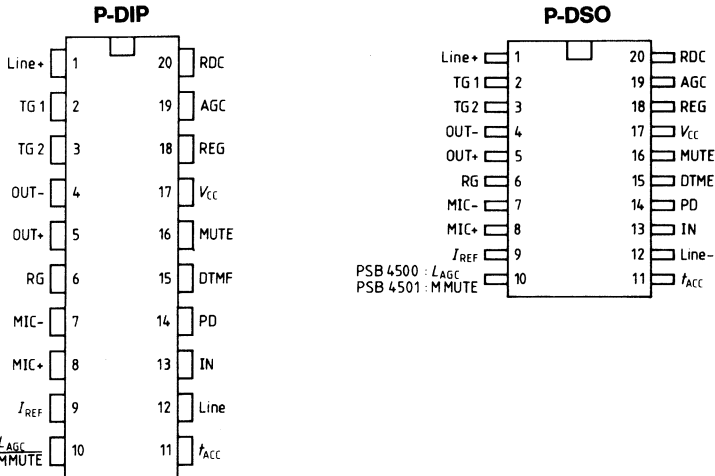 P-DIP
Line+ 1 20 RDC
TG 1 2 19 AGC
TG 2 3 18 REG
OUT- 4 17 VCC
OUT+ 5 16 MUTE
RG 6 15 DTMF
MIC- 7 14 PD
MIC+ 8 13 IN
IREF 9 12 Line
LAGC
MMUTE 10 11 tACC
P-DSO
Line+ 1 20 RDC
TG 1 2 19 AGC
TG 2 3 18 REG
OUT- 4 17 VCC
OUT+ 5 16 MUTE
RG 6 15 DTMF
MIC- 7 14 PD
MIC+ 8 13 IN
IREF 9 12 Line-
PSB 4500 : LAGC
PSB 4501 : MMUTE 10 11 tACC